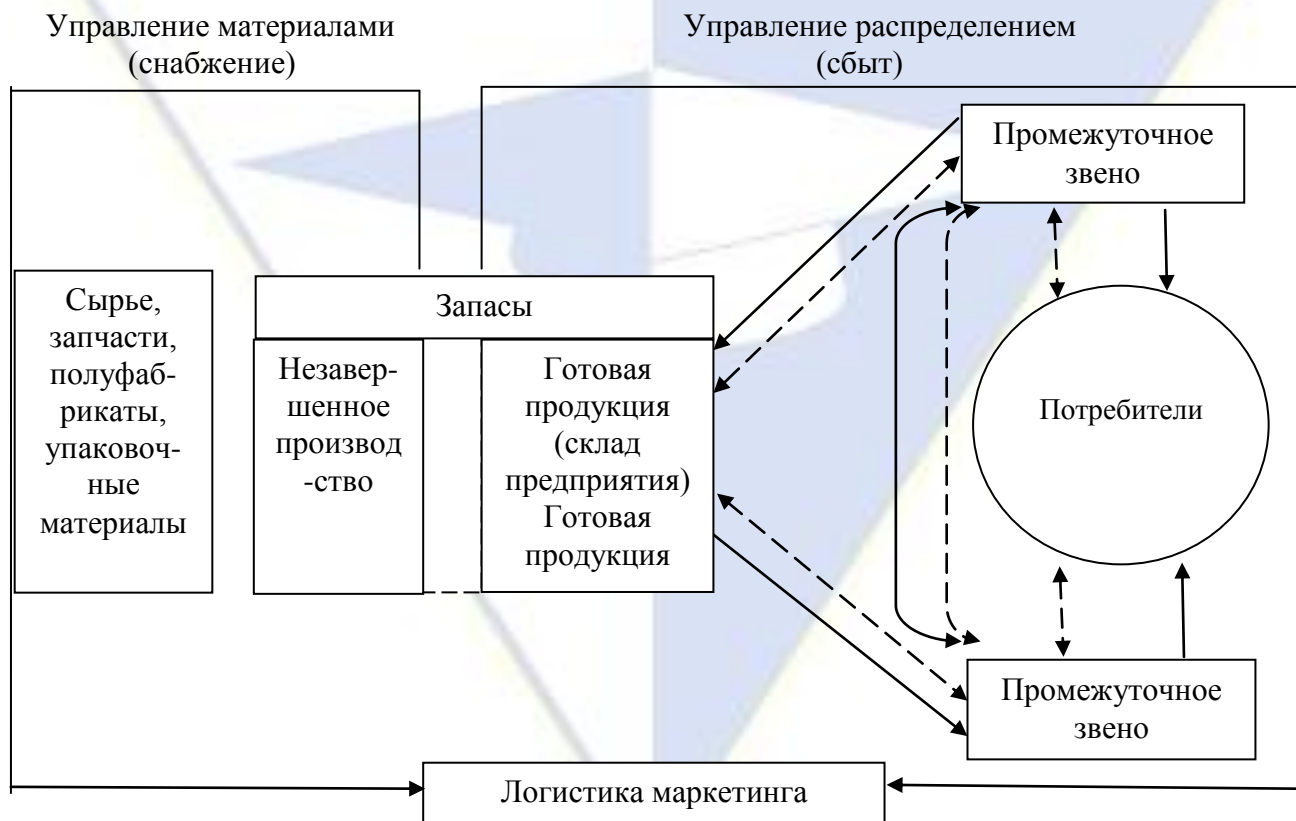 Управление материалами
(снабжение)
Управление распределением
(сбыт)
Промежуточное
звено
Сырье,
запчасти,
полуфаб-
рикаты,
упаковоч-
ные
материалы
Запасы
Незавер-
шенное
производ
-ство
Готовая
продукция
(склад
предприятия)
Готовая
продукция
Потребители
Промежуточное
звено
Логистика маркетинга